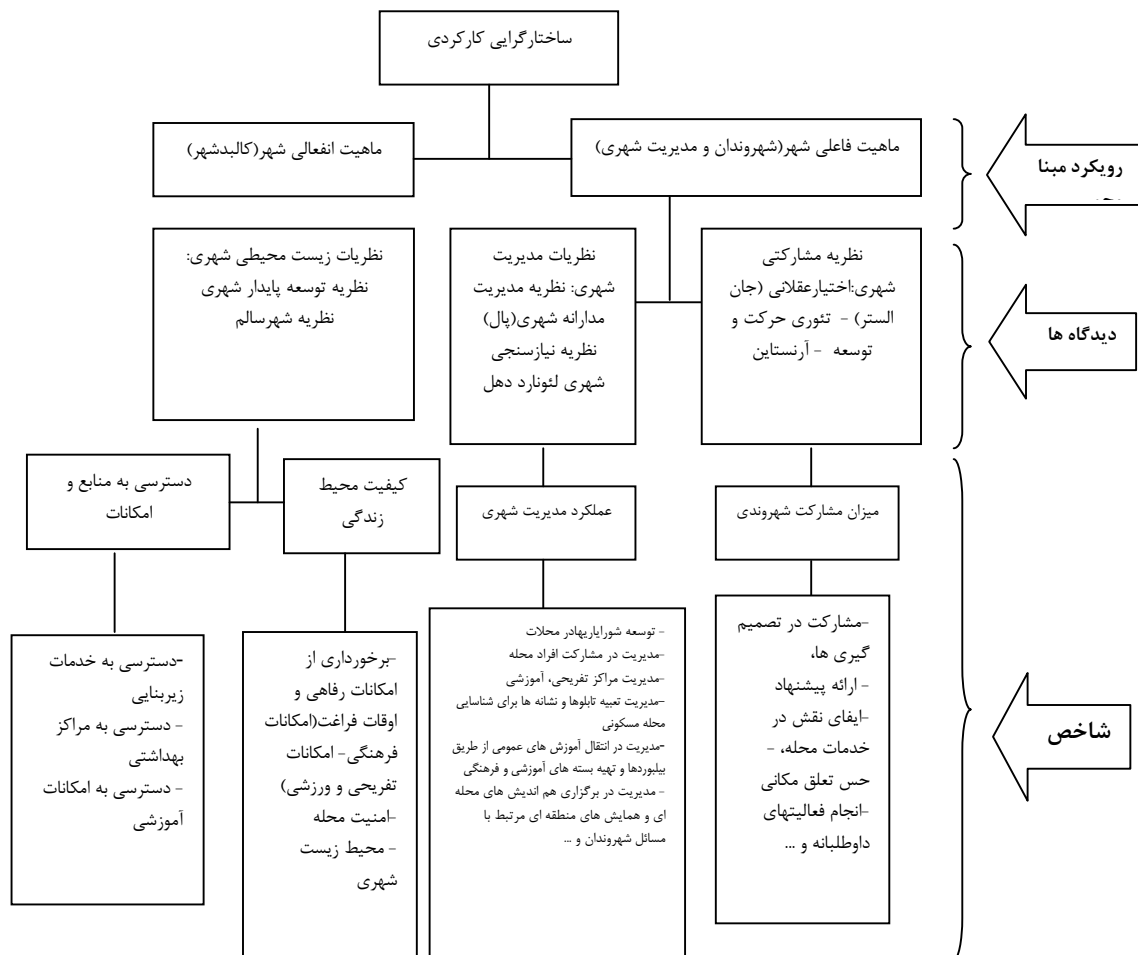 ساختارگرایی کارکردی
ماهیت فاعلی شهر(شهروندان و مدیریت شهری)
ماهیت انفعالی شهر(کالبدشهر)
رویکرد مبنا
نظریه مشارکتی
شهری:اختیارعقلانی (جان
الستر) - تئوری حرکت و
توسعه - آرنستاین
نظریات مدیریت
شهری: نظریه مدیریت
مدارانه شهری(پال)
نظریه نیازسنجی
شهری لئونارد دهل
نظریات زیست محیطی شهری:
نظریه توسعه پایدار شهری
نظریه شهرسالم
دیدگاه ها
میزان مشارکت شهروندی
عملکرد مدیریت شهری
کیفیت محیط
زندگی
دسترسی به منابع و
امکانات
-مشارکت در تصمیم
گیری ها،
- ارائه پیشنهاد
-ایفای نقش در
خدمات محله، -
حس تعلق مکانی
-انجام فعالیتهای
داوطلبانه و ...
- توسعه شورایاریهادر محلات
-مدیریت در مشارکت افراد محله
-مدیریت مراکز تفریحی، آموزشی
-مدیریت تعبیه تابلوها و نشانه ها برای شناسایی
محله مسکونی
-مدیریت در انتقال آموزش های عمومی از طریق
بیلبوردها و تهیه بسته های آموزشی و فرهنگی
- مدیریت در برگزاری هم اندیش های محله
ای و همایش های منطقه ای مرتبط با
مسائل شهروندان و ...
-برخورداری از
امکانات رفاهی و
اوقات فراغت(امکانات
فرهنگی- امکانات
تفریحی و ورزشی)
-امنیت محله
- محیط زیست
شهری
-دسترسی به خدمات
زیربنایی
- دسترسی به مراکز
بهداشتی
- دسترسی به امکانات
آموزشی
شاخص